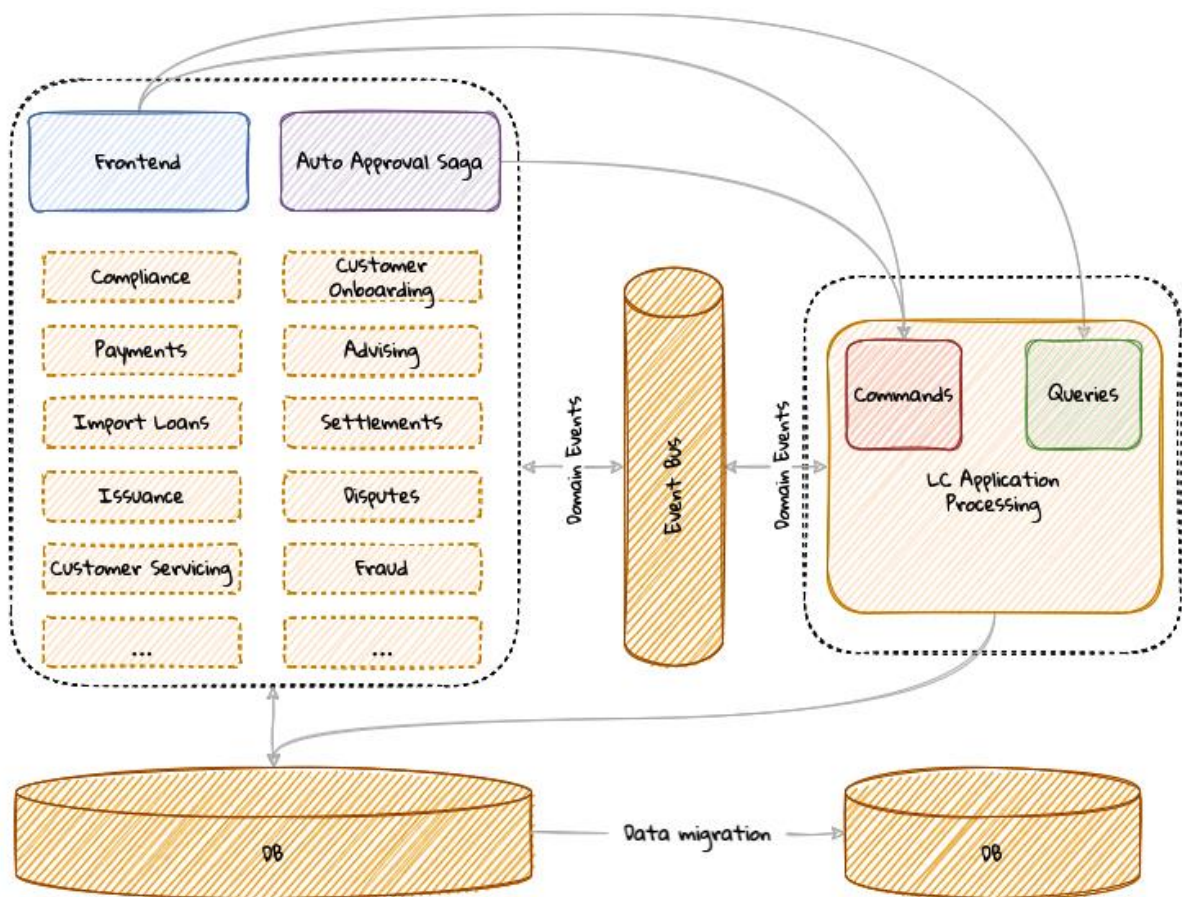 Frontend
Auto Approval Saga
Compliance
Customer
Onboarding
Payments
Advising
Import Loans
Settlements
Issuance
Disputes
Customer Servicing
Fraud
...
...
Domain Events
Event Bus
Domain Events
Commands
Queries
LC Application
Processing
DB
Data migration
DB